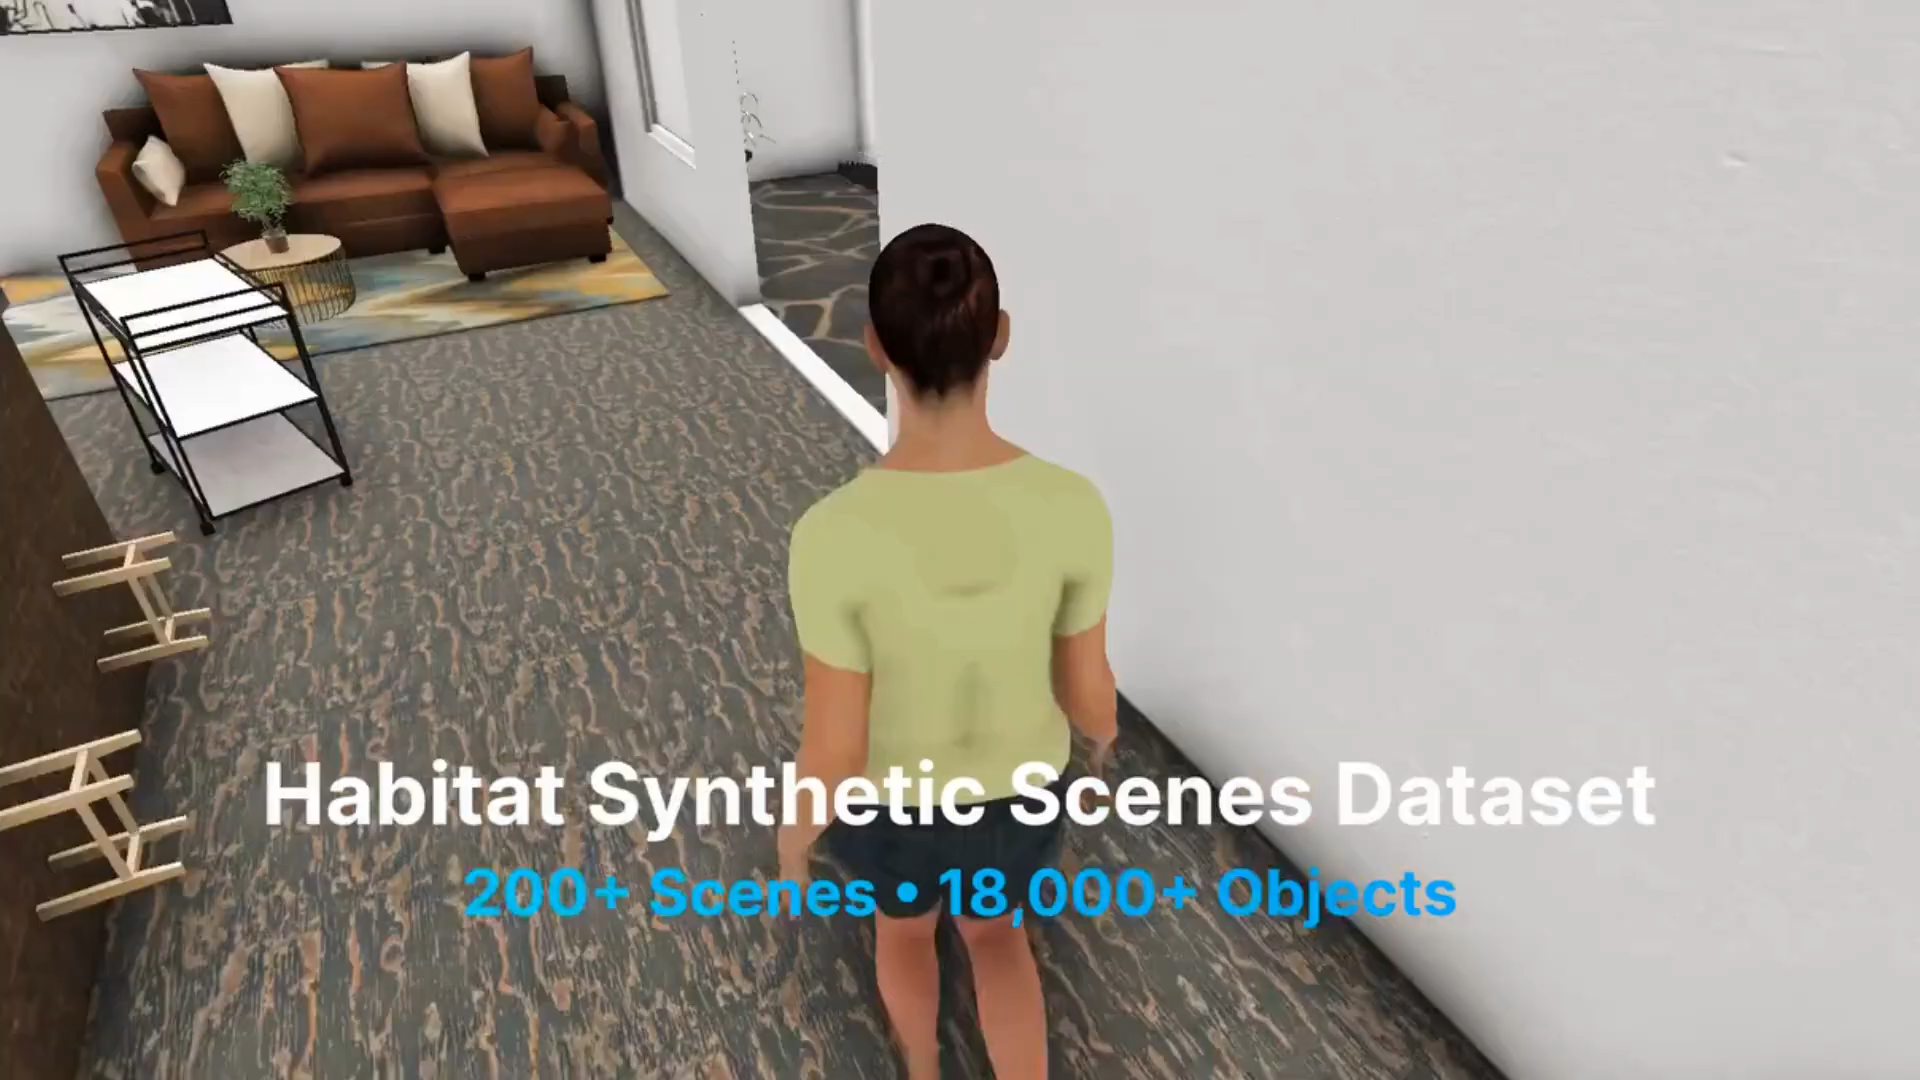 Habitat Synthetic Scenes Dataset
200+ Scenes • 18,000+ Objects